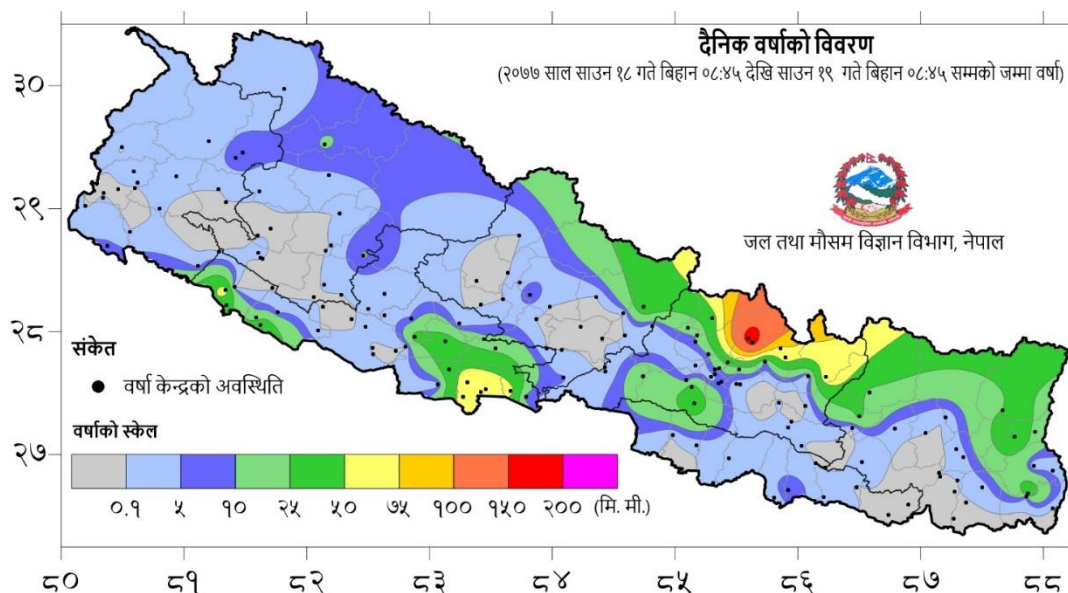 दैनिक वर्षाको विवरण
(२०७७ साल साउन १८ गते बिहान ०८:४५ देखि साउन १९ गते बिहान ०८:४५ सम्मको जम्मा वर्षा)
जल तथा मौसम विज्ञान विभाग, नेपाल
३०
२९
२८
२७
संकेत
वर्षा केन्द्रको अवस्थिति
वर्षाको स्केल
०.१ ५ १० २५ ५० ७५ १०० १५० २०० (मि. मी.)
८० ८१ ८२ ८३ ८४ ८५ ८६ ८७ ८८